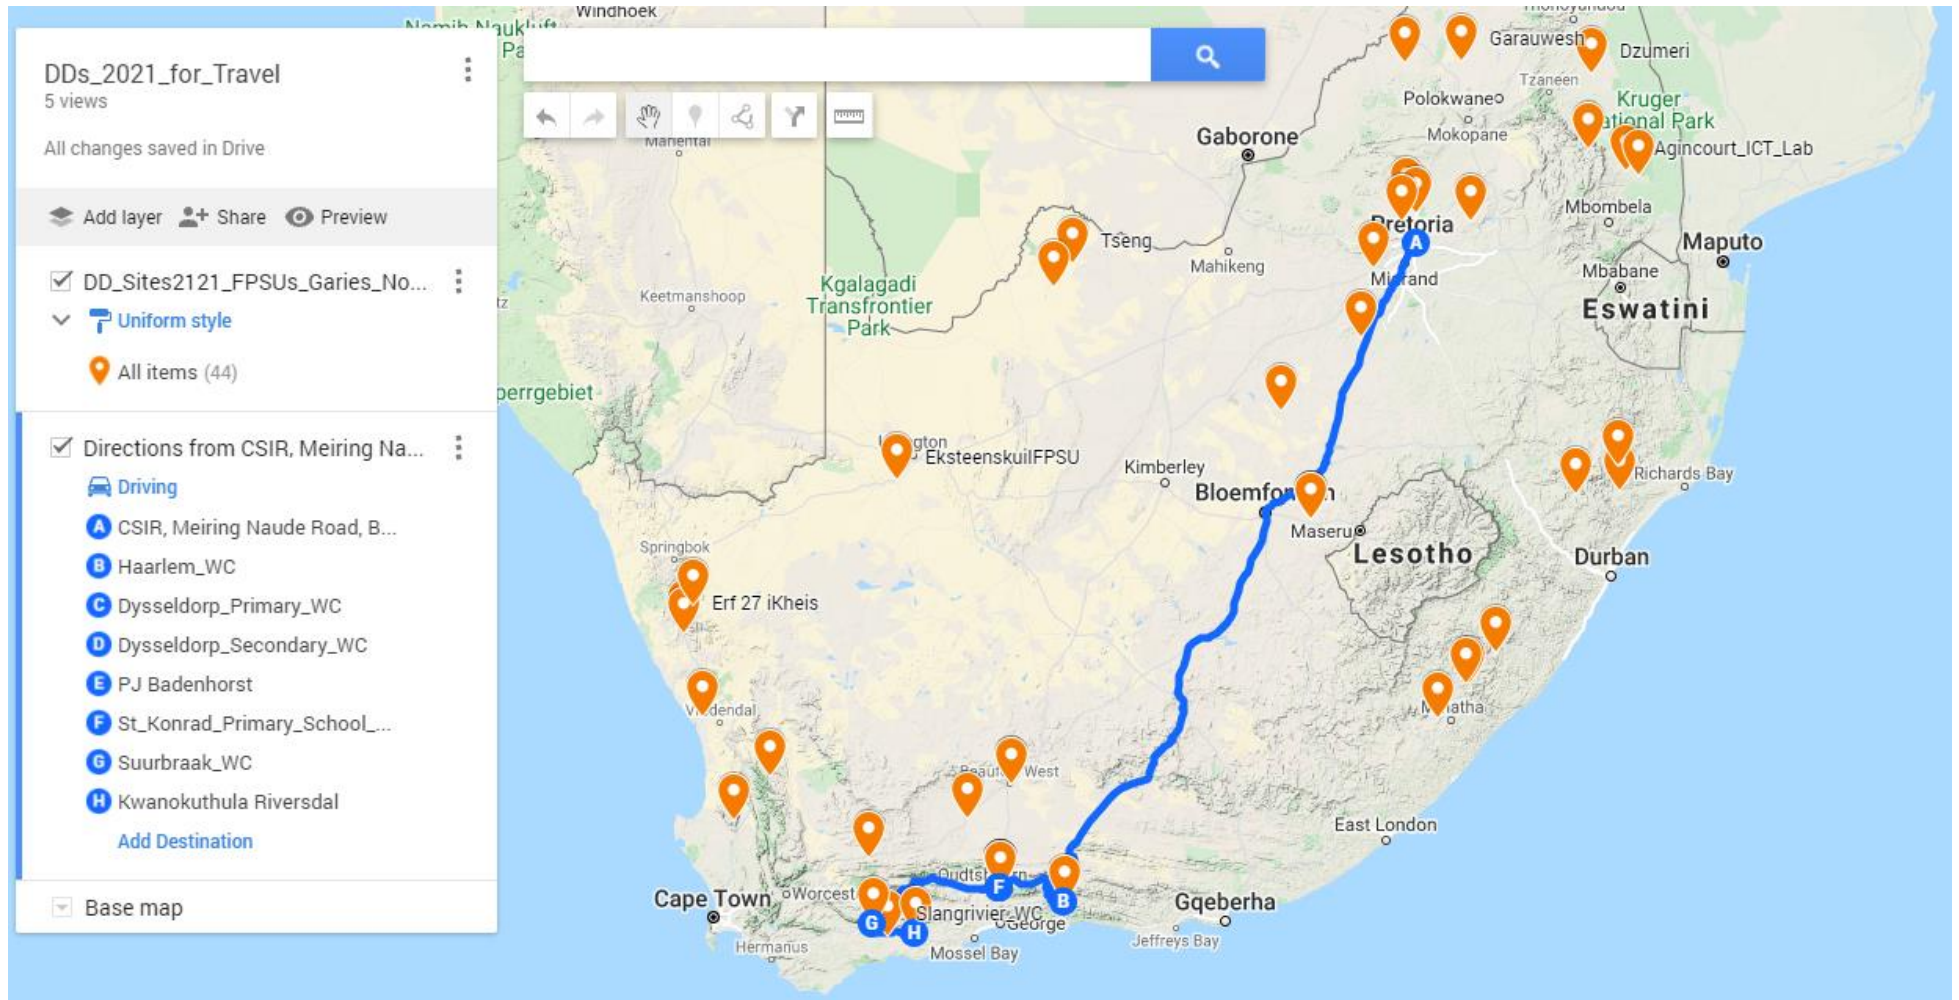 DDs_2021_for_Travel
5 views
All changes saved in Drive
Add layer Share Preview
DD_Sites2121_FPSUs_Garies_No...
Uniform style
All items (44)
Directions from CSIR, Meiring Na...
Driving
A CSIR, Meiring Naude Road, B...
B Haarlem_WC
C Dysseldorp_Primary_WC
D Dysseldorp_Secondary_WC
E PJ Badenhorst
F St_Konrad_Primary_School_...
G Suurbraak_WC
H Kwanokuthula Riversdal
Add Destination
Base map
Windhoek
Garauwesh
Dzumeri
Tzaneen
Polokwane
Kruger
Mokopane
Gaborone
Agincourt_ICT_Lab
Mbombela
Pretoria
A
Maputo
Tseng
Mahikeng
Mbabane
Eswatini
Kgalagadi
Transfrontier
Park
Keetmanshoop
EksteenskuilFPSU
Kimberley
Richards Bay
Maseru
Lesotho
Durban
Springbok
Erf 27 iKheis
West
East London
Cape Town
F
B
G
H
Slangrivier_WC
George
Gqeberha
Jeffreys Bay
Hermanus
Mossel Bay